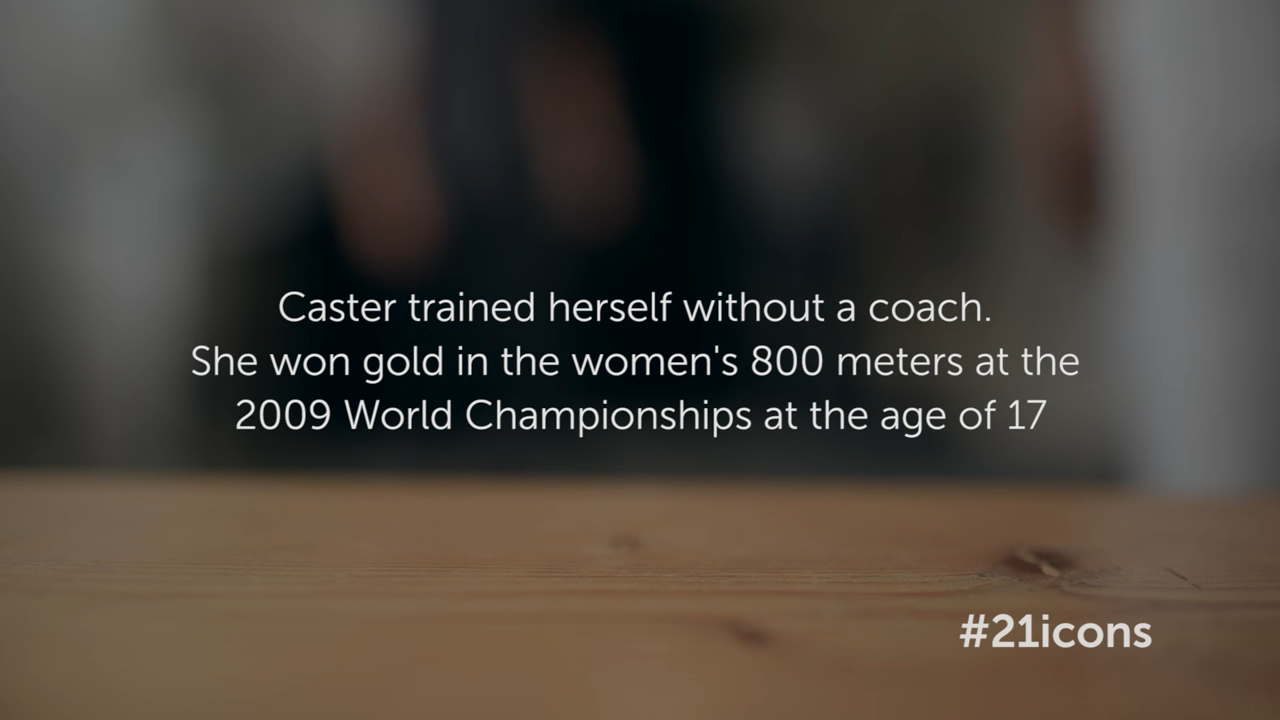 Caster trained herself without a coach.
She won gold in the women's 800 meters at the
2009 World Championships at the age of 17
#21icons